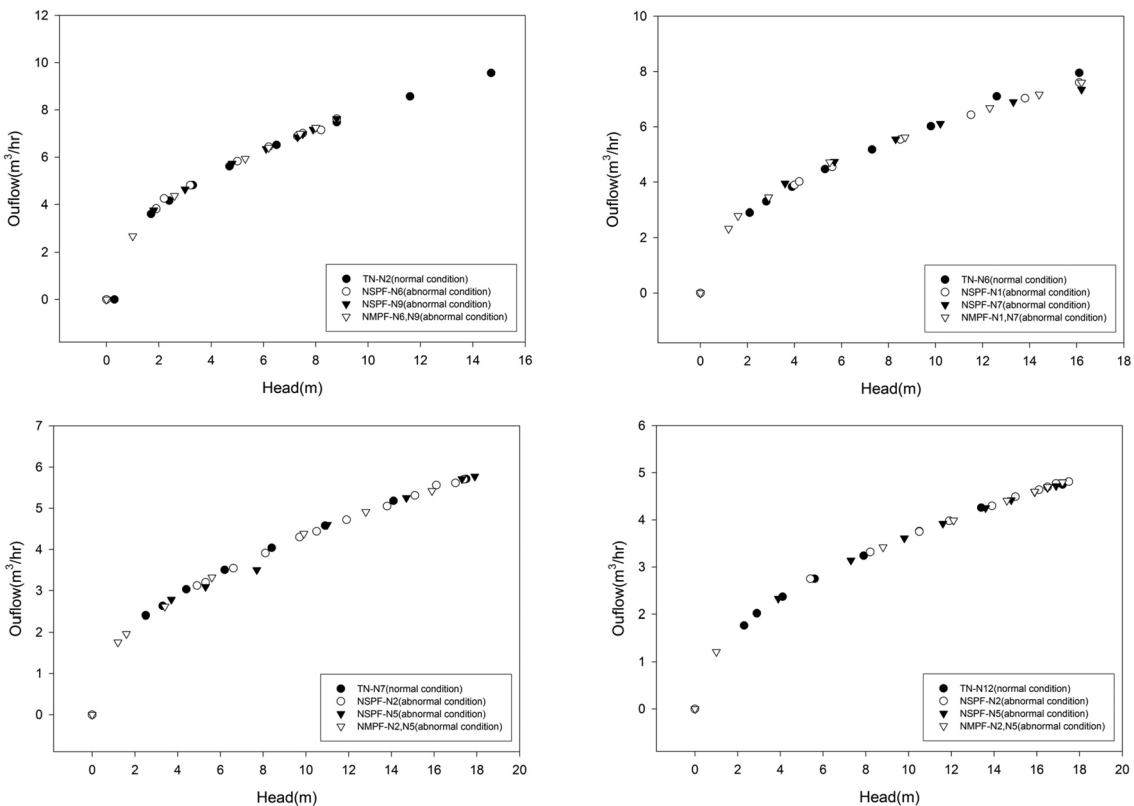 12
10
8
6
4
2
0
Ouflow(m³/hr)
TN-N2(normal condition)
NSPF-N6(abnormal condition)
NSPF-N9(abnormal condition)
NMPF-N6,N9(abnormal condition)
0 2 4 6 8 10 12 14 16
Head(m)
10
8
6
4
2
0
Ouflow(m³/hr)
TN-N6(normal condition)
NSPF-N1(abnormal condition)
NSPF-N7(abnormal condition)
NMPF-N1,N7(abnormal condition)
0 2 4 6 8 10 12 14 16 18
Head(m)
7
6
5
4
3
2
1
0
Ouflow(m³/hr)
TN-N7(normal condition)
NSPF-N2(abnormal condition)
NSPF-N5(abnormal condition)
NMPF-N2,N5(abnormal condition)
0 2 4 6 8 10 12 14 16 18 20
Head(m)
6
5
4
3
2
1
0
Ouflow(m³/hr)
TN-N12(normal condition)
NSPF-N2(abnormal condition)
NSPF-N5(abnormal condition)
NMPF-N2,N5(abnormal condition)
0 2 4 6 8 10 12 14 16 18 20
Head(m)